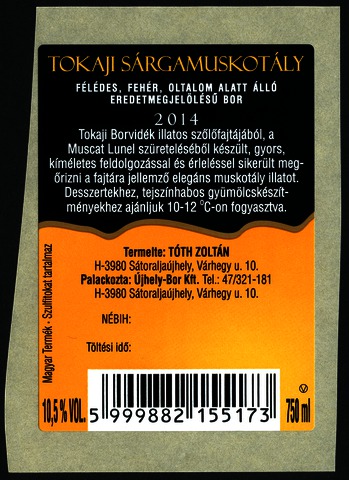 TOKAJI SÁRGAMUSKOTÁLY
FÉLÉDES, FEHÉR, OLTALOM ALATT ÁLLÓ
EREDETMEGJELÖLÉSŰ BOR
2014
Tokaji Borvidék illatos szőlőfajtájából, a
Muscat Lunel szüreteléséből készült, gyors,
kíméletes feldolgozással és érleléssel sikerült meg-
őrizni a fajtára jellemző elegáns muskotály illatot.
Desszertekhez, tejszínhabos gyümölcskészít-
ményekhez ajánljuk 10-12 °C-on fogyasztva.
Termelte: TÓTH ZOLTÁN
H-3980 Sátoraljaújhely, Várhegy u. 10.
Palackozta: Újhely-Bor Kft. Tel.: 47/321-181
H-3980 Sátoraljaújhely, Várhegy u. 10.
NÉBIH:
Töltési idő:
Magyar Termék - Szulfitokat tartalmaz
10,5 % VOL.
5 999882 155173
V
750 ml